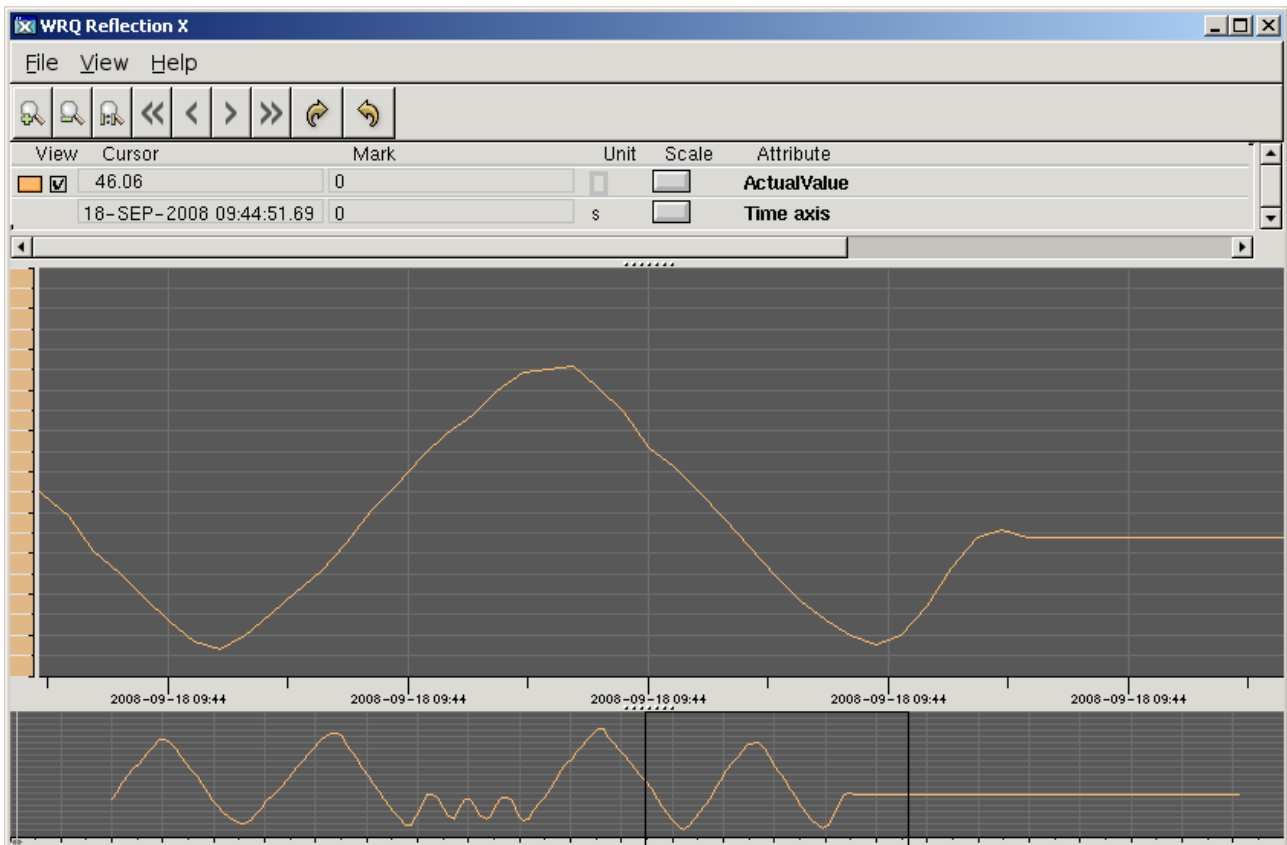 WRQ Reflection X
File View Help
View Cursor Mark Unit Scale Attribute
46.06 0 ActualValue
18-SEP-2008 09:44:51.69 0 s Time axis
2008-09-18 09:44 2008-09-18 09:44 2008-09-18 09:44 2008-09-18 09:44 2008-09-18 09:44